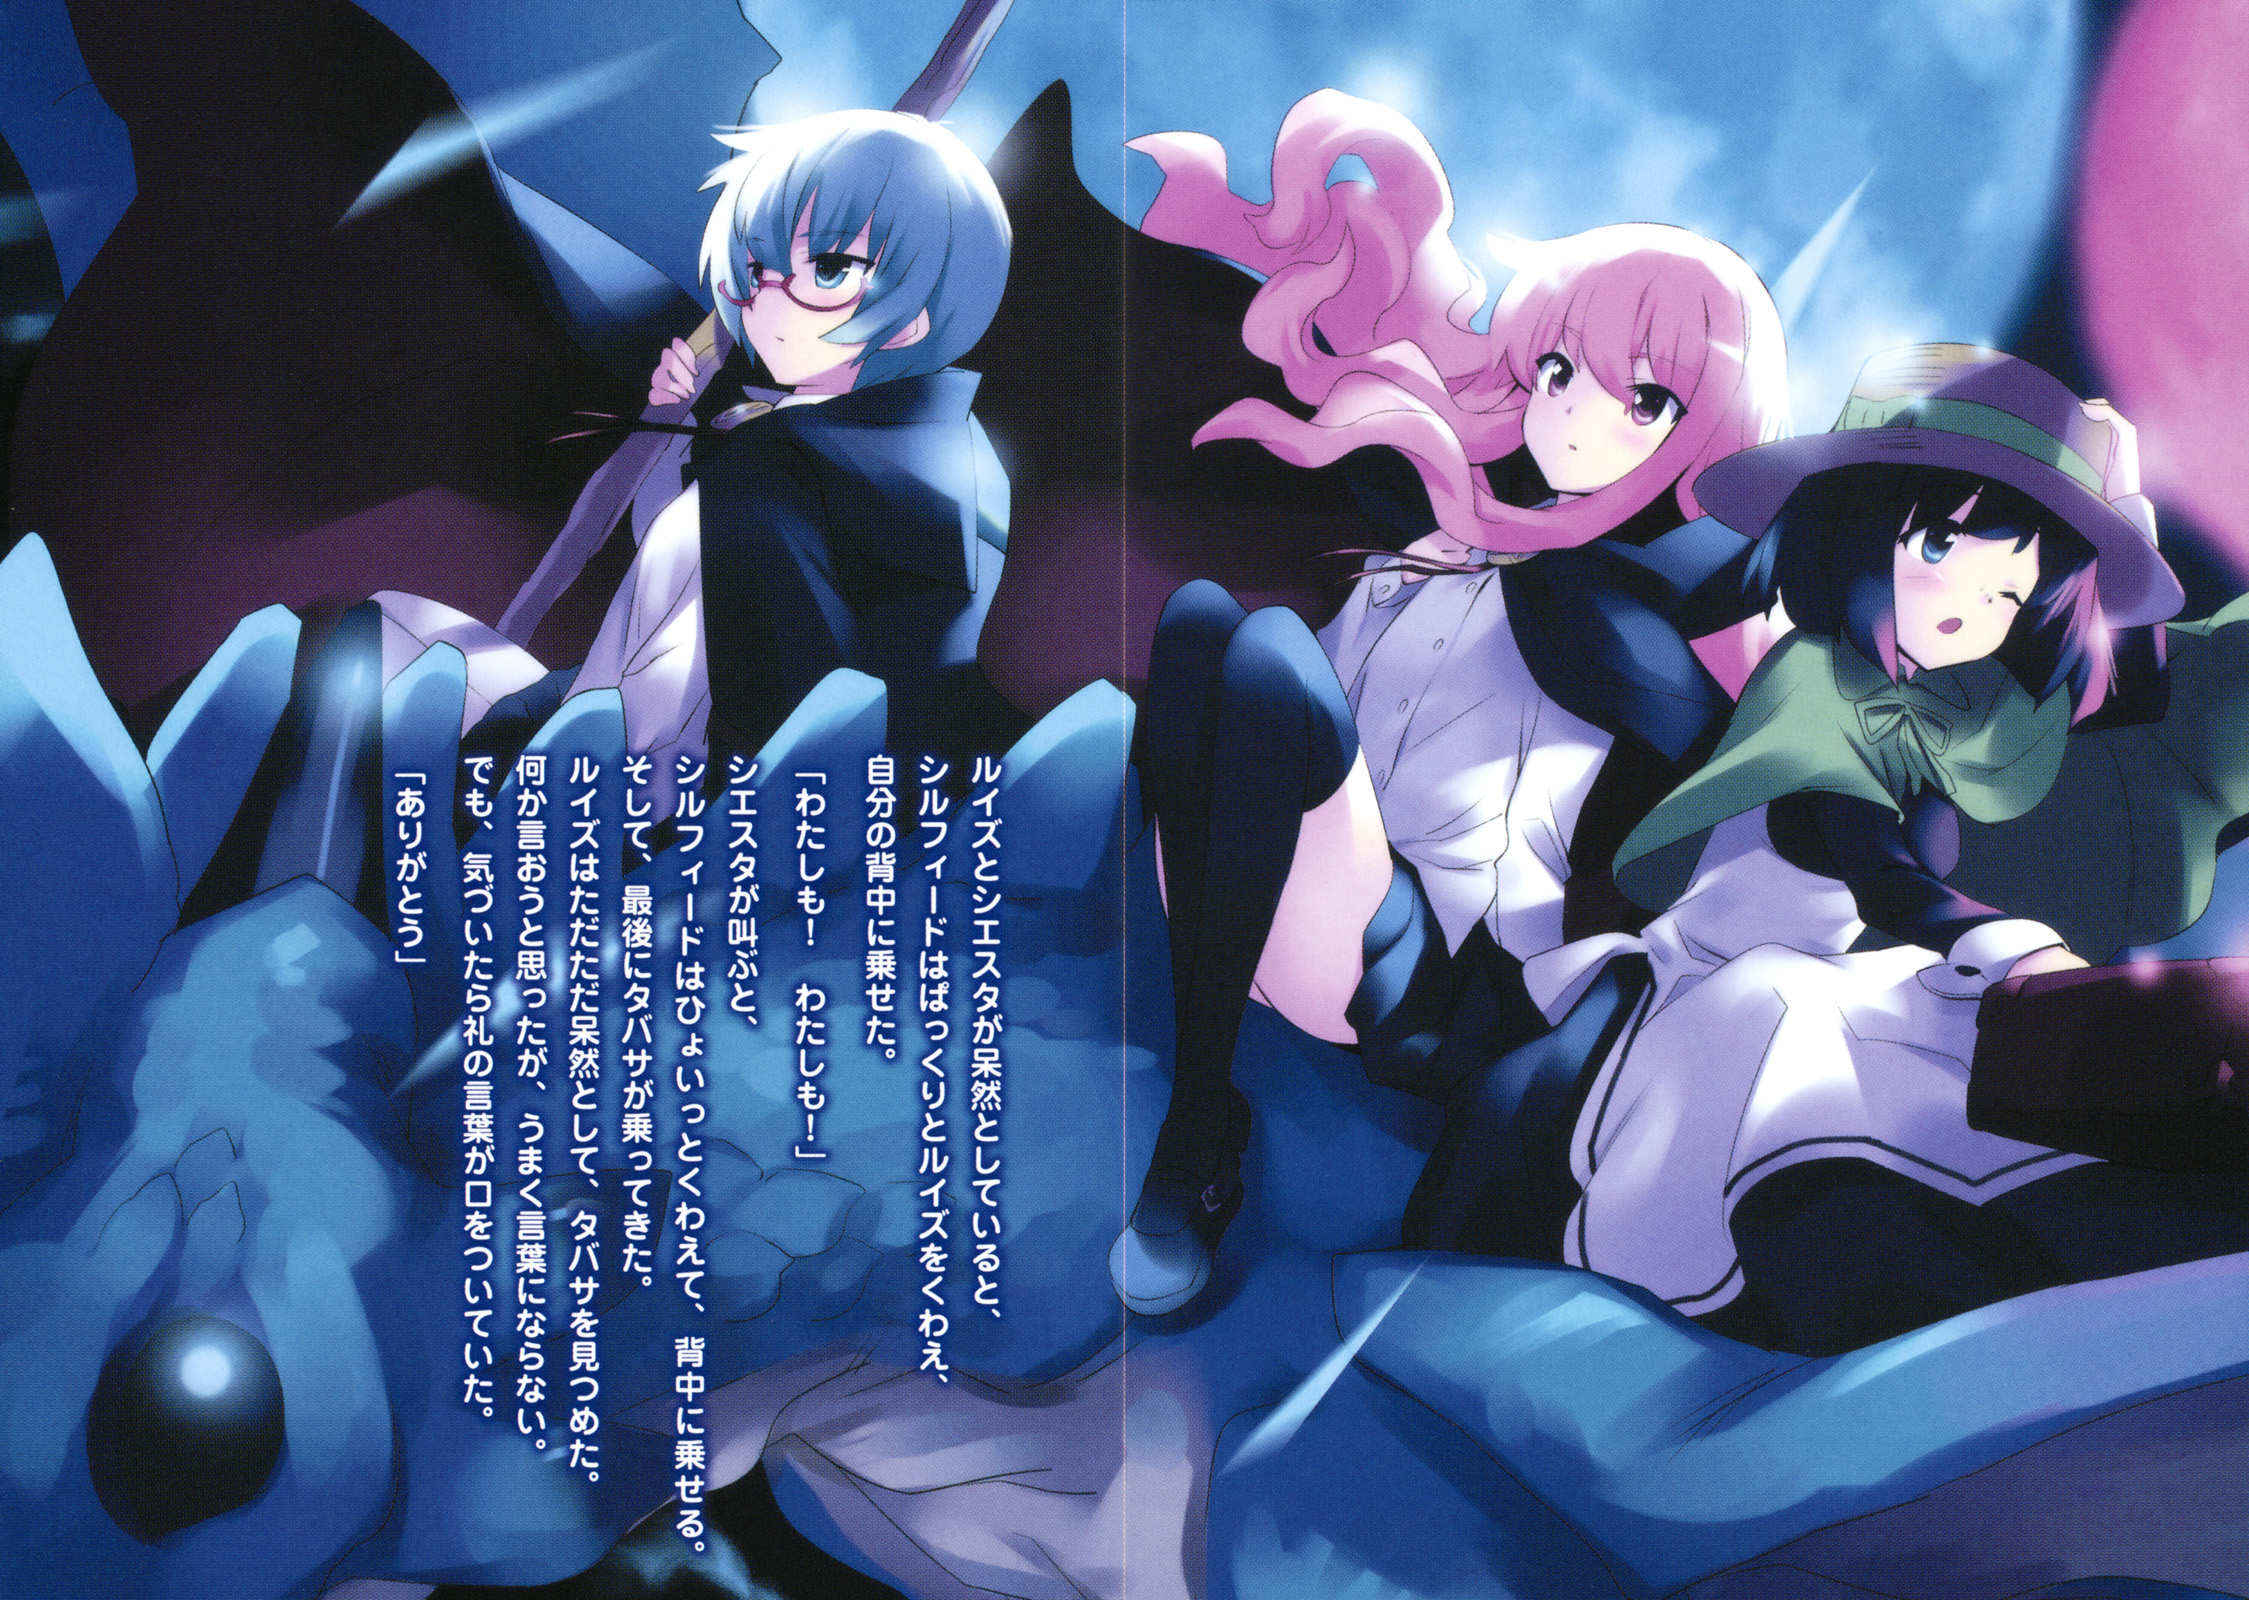 ルイズとシエスタが呆然としていると、
シルフィードはぱっくりとルイズをくわえ、
自分の背中に乗せた。
「わたしも！　わたしも！」
シエスタが叫ぶと、
シルフィードはひょいっとくわえて、背中に乗せる。
そして、最後にタバサが乗ってきた。
ルイズはただただ呆然として、タバサを見つめた。
何か言おうと思ったが、うまく言葉にならない。
でも、気づいたら礼の言葉が口をついていた。
「ありがとう」